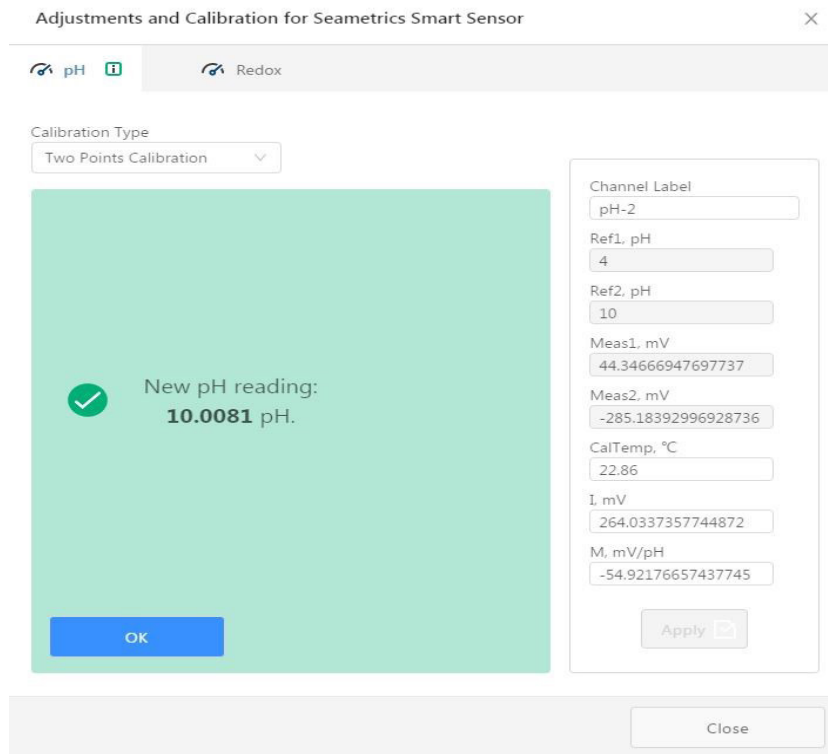 Adjustments and Calibration for Seametrics Smart Sensor
pH
Redox
Calibration Type
Two Points Calibration
New pH reading:
10.0081 pH.
OK
Channel Label
pH-2
Ref1, pH
4
Ref2, pH
10
Meas1, mV
44.34666947697737
Meas2, mV
-285.18392996928736
CalTemp, °C
22.86
I, mV
264.0337357744872
M, mV/pH
-54.92176657437745
Apply
Close